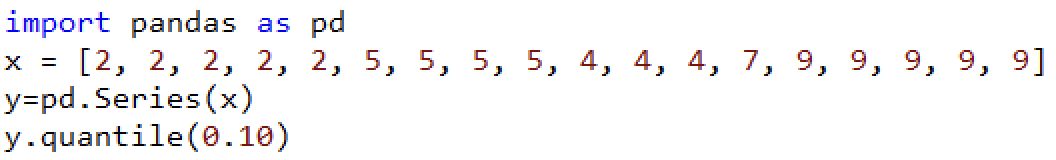 import pandas as pd
x = [2, 2, 2, 2, 2, 5, 5, 5, 5, 4, 4, 4, 7, 9, 9, 9, 9, 9]
y=pd.Series(x)
y.quantile(0.10)